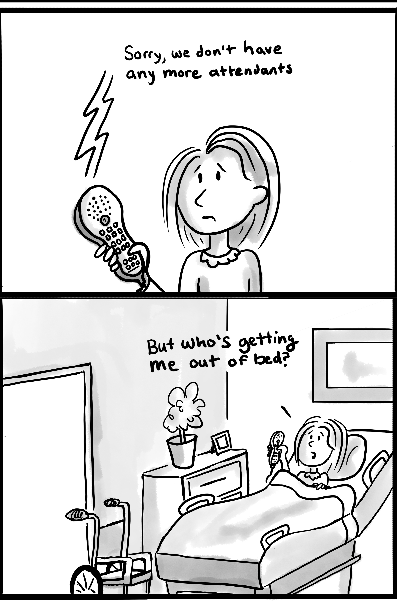 Sorry, we don't have
any more attendants
But who's getting
me out of bed?